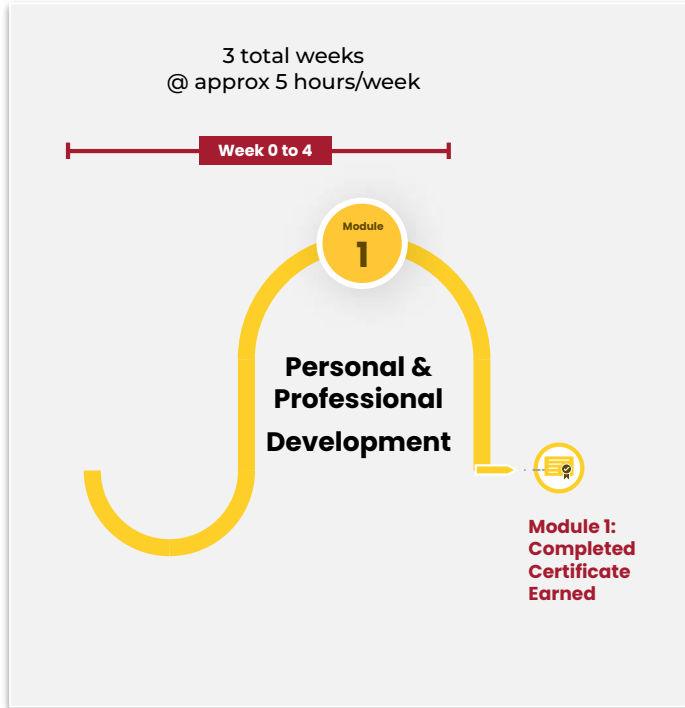 3 total weeks
@ approx 5 hours/week
Week 0 to 4
Module
1
Personal &
Professional
Development
Module 1:
Completed
Certificate
Earned